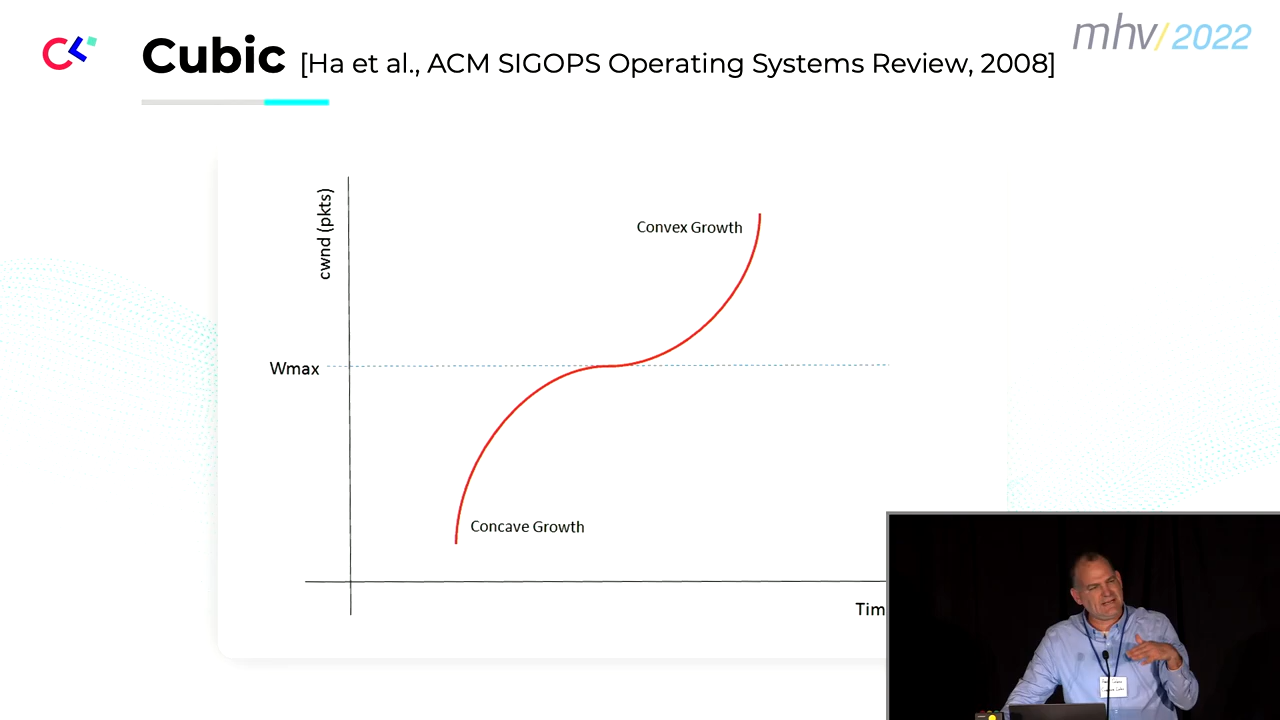 mhv/2022
Cubic [Ha et al., ACM SIGOPS Operating Systems Review, 2008]
cwnd (pkts)
Convex Growth
Wmax
Concave Growth
Tim